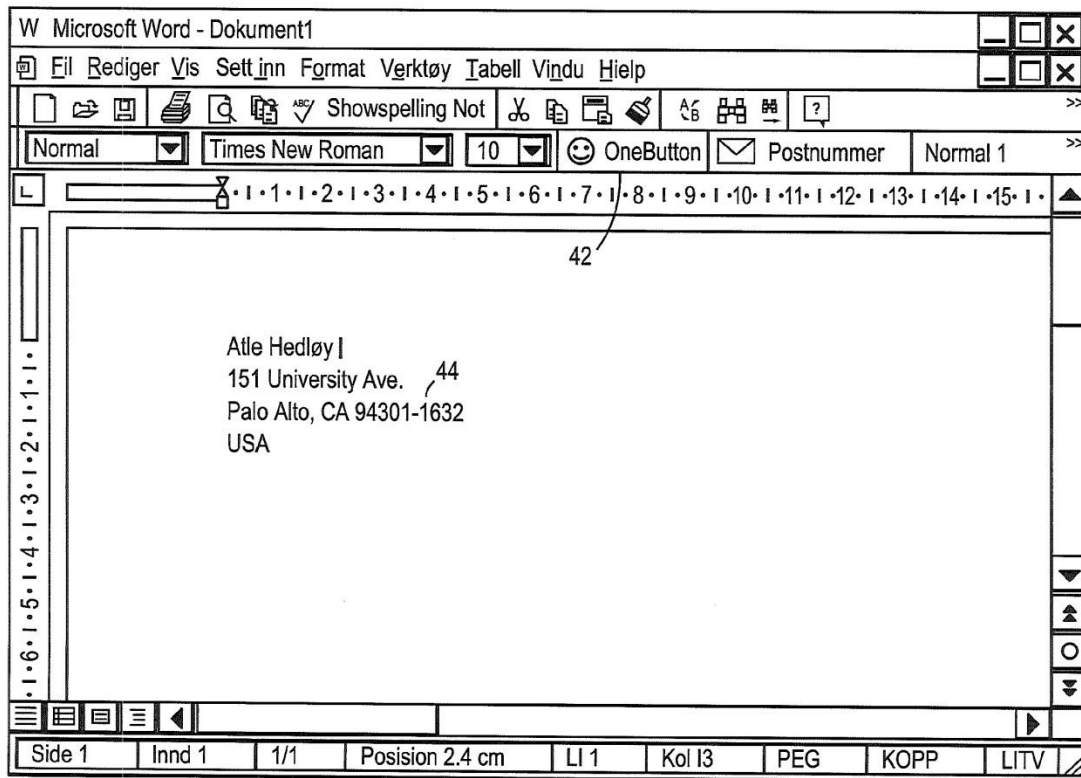 W Microsoft Word - Dokument1
Fil Rediger Vis Sett inn Format Verktøy Tabell Vindu Hielp
ABC Showspelling Not A B ? >>
Normal Times New Roman 10 OneButton Postnummer Normal 1 >>
L 1 2 3 4 5 6 7 8 9 10 11 12 13 14 15
42
Atle Hedløy
151 University Ave. 44
Palo Alto, CA 94301-1632
USA
1 2 3 4 5 6
Side 1 Innd 1 1/1 Posision 2.4 cm LI 1 Kol I3 PEG KOPP LITV